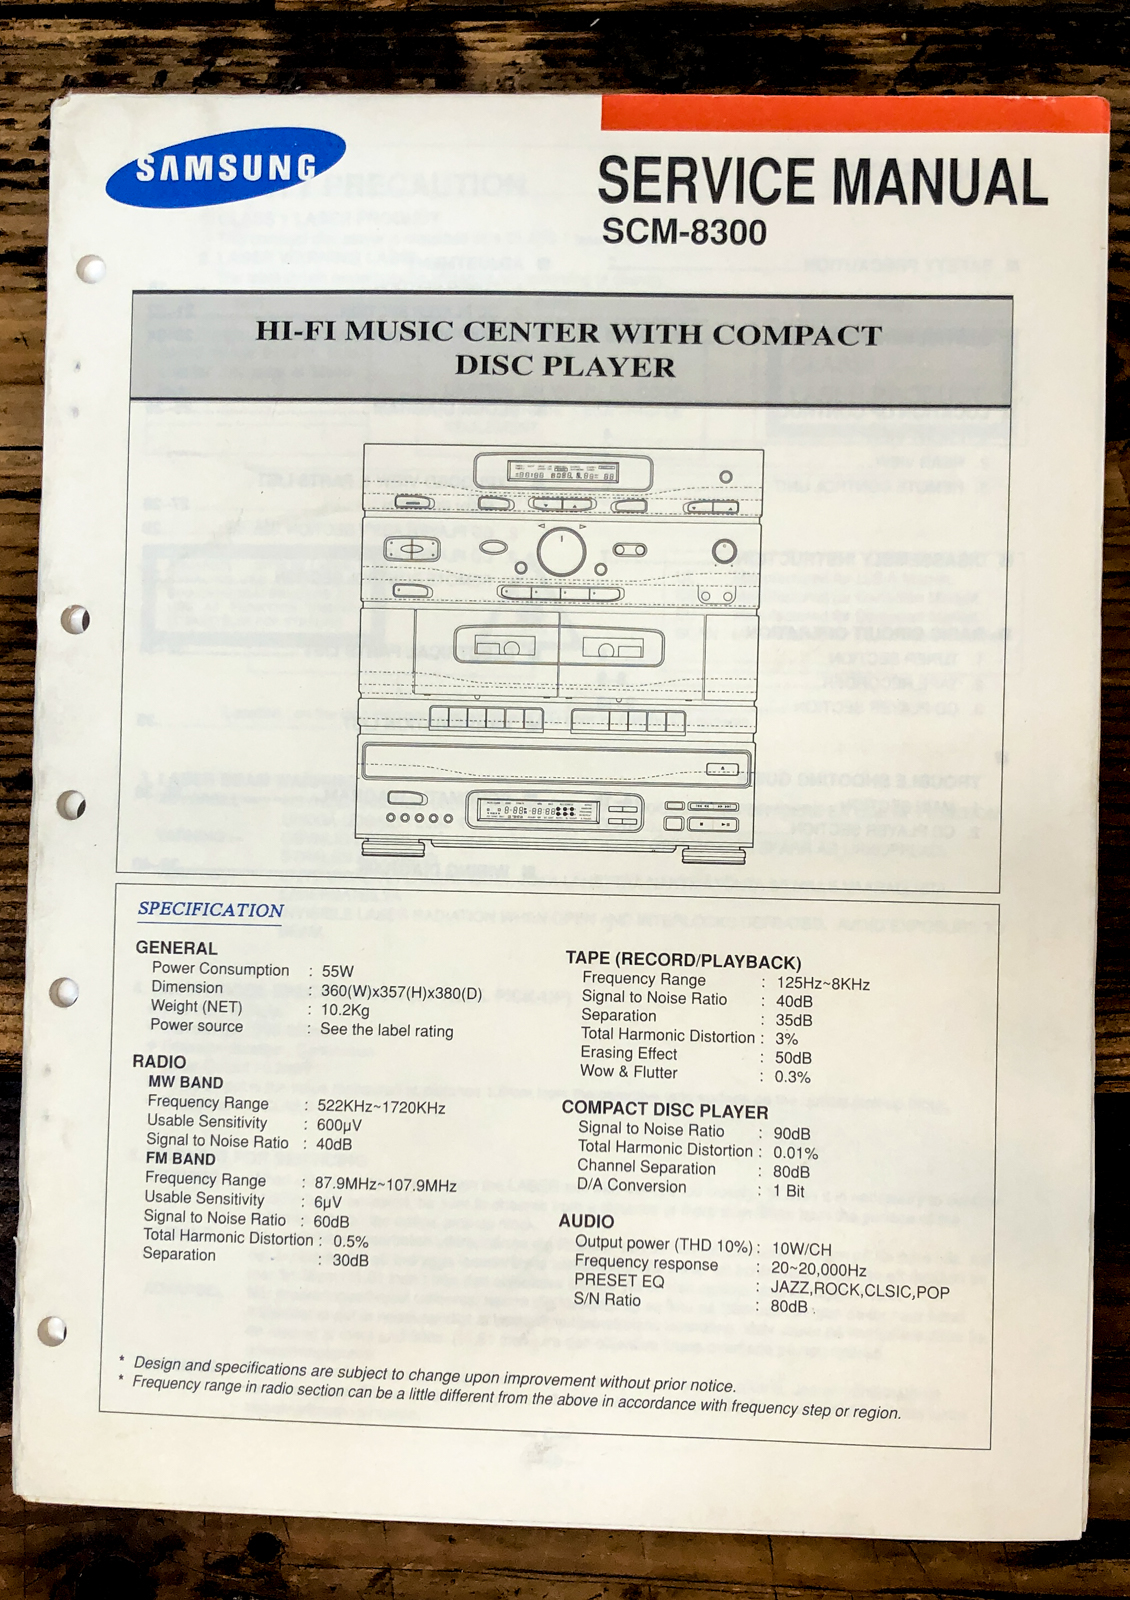 SAMSUNG
SERVICE MANUAL
SCM-8300
HI-FI MUSIC CENTER WITH COMPACT
DISC PLAYER
SPECIFICATION
GENERAL
Power Consumption : 55W
Dimension : 360(W)x357(H)x380(D)
Weight (NET) : 10.2Kg
Power source : See the label rating
RADIO
MW BAND
Frequency Range : 522KHz~1720KHz
Usable Sensitivity : 600µV
Signal to Noise Ratio : 40dB
FM BAND
Frequency Range : 87.9MHz~107.9MHz
Usable Sensitivity : 6µV
Signal to Noise Ratio : 60dB
Total Harmonic Distortion : 0.5%
Separation : 30dB
TAPE (RECORD/PLAYBACK)
Frequency Range : 125Hz~8KHz
Signal to Noise Ratio : 40dB
Separation : 35dB
Total Harmonic Distortion : 3%
Erasing Effect : 50dB
Wow & Flutter : 0.3%
COMPACT DISC PLAYER
Signal to Noise Ratio : 90dB
Total Harmonic Distortion : 0.01%
Channel Separation : 80dB
D/A Conversion : 1 Bit
AUDIO
Output power (THD 10%) : 10W/CH
Frequency response : 20~20,000Hz
PRESET EQ : JAZZ,ROCK,CLSIC,POP
S/N Ratio : 80dB
* Design and specifications are subject to change upon improvement without prior notice.
* Frequency range in radio section can be a little different from the above in accordance with frequency step or region.